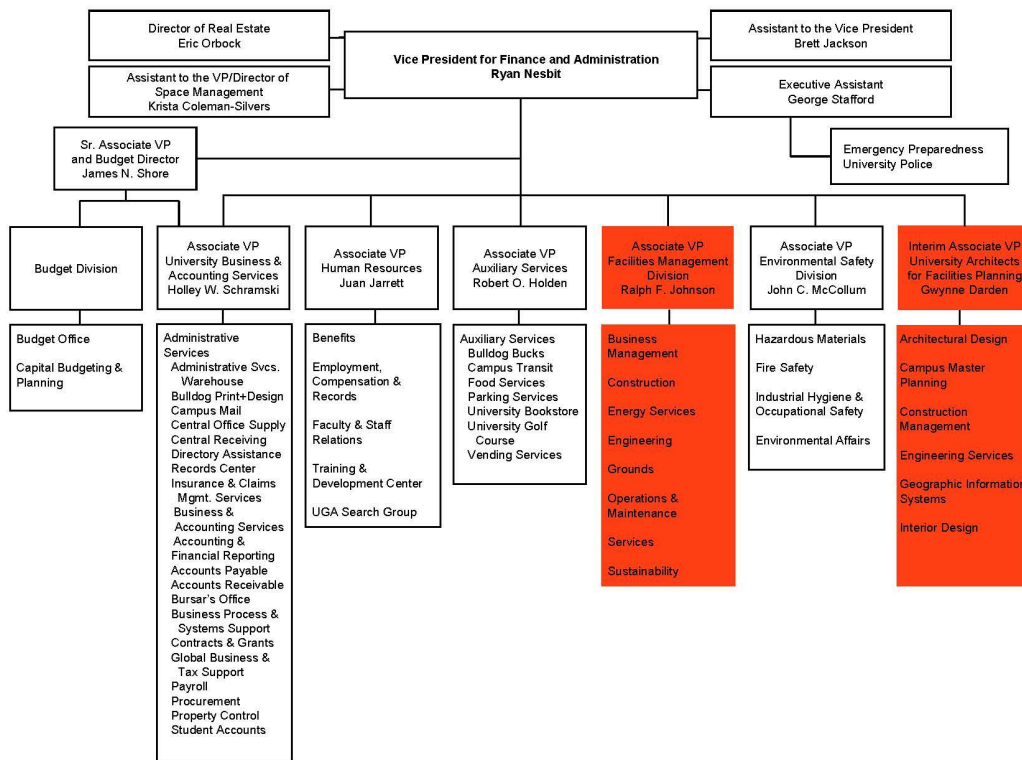 Director of Real Estate
Eric Orbock
Vice President for Finance and Administration
Ryan Nesbit
Assistant to the Vice President
Brett Jackson
Assistant to the VP/Director of
Space Management
Krista Coleman-Silvers
Executive Assistant
George Stafford
Sr. Associate VP
and Budget Director
James N. Shore
Emergency Preparedness
University Police
Budget Division
Associate VP
University Business &
Accounting Services
Holley W. Schramski
Associate VP
Human Resources
Juan Jarrett
Associate VP
Auxiliary Services
Robert O. Holden
Associate VP
Facilities Management
Division
Ralph F. Johnson
Associate VP
Environmental Safety
Division
John C. McCollum
Interim Associate VP
University Architects
for Facilities Planning
Gwynne Darden
Budget Office
Capital Budgeting &
Planning
Administrative
Services
Administrative Svcs.
Warehouse
Bulldog Print+Design
Campus Mail
Central Office Supply
Central Receiving
Directory Assistance
Records Center
Insurance & Claims
Mgmt. Services
Business &
Accounting Services
Accounting &
Financial Reporting
Accounts Payable
Accounts Receivable
Bursar's Office
Business Process &
Systems Support
Contracts & Grants
Global Business &
Tax Support
Payroll
Procurement
Property Control
Student Accounts
Benefits
Employment,
Compensation &
Records
Faculty & Staff
Relations
Training &
Development Center
UGA Search Group
Auxiliary Services
Bulldog Bucks
Campus Transit
Food Services
Parking Services
University Bookstore
University Golf
Course
Vending Services
Business
Management
Construction
Energy Services
Engineering
Grounds
Operations &
Maintenance
Services
Sustainability
Hazardous Materials
Fire Safety
Industrial Hygiene &
Occupational Safety
Environmental Affairs
Architectural Design
Campus Master
Planning
Construction
Management
Engineering Services
Geographic Information
Systems
Interior Design